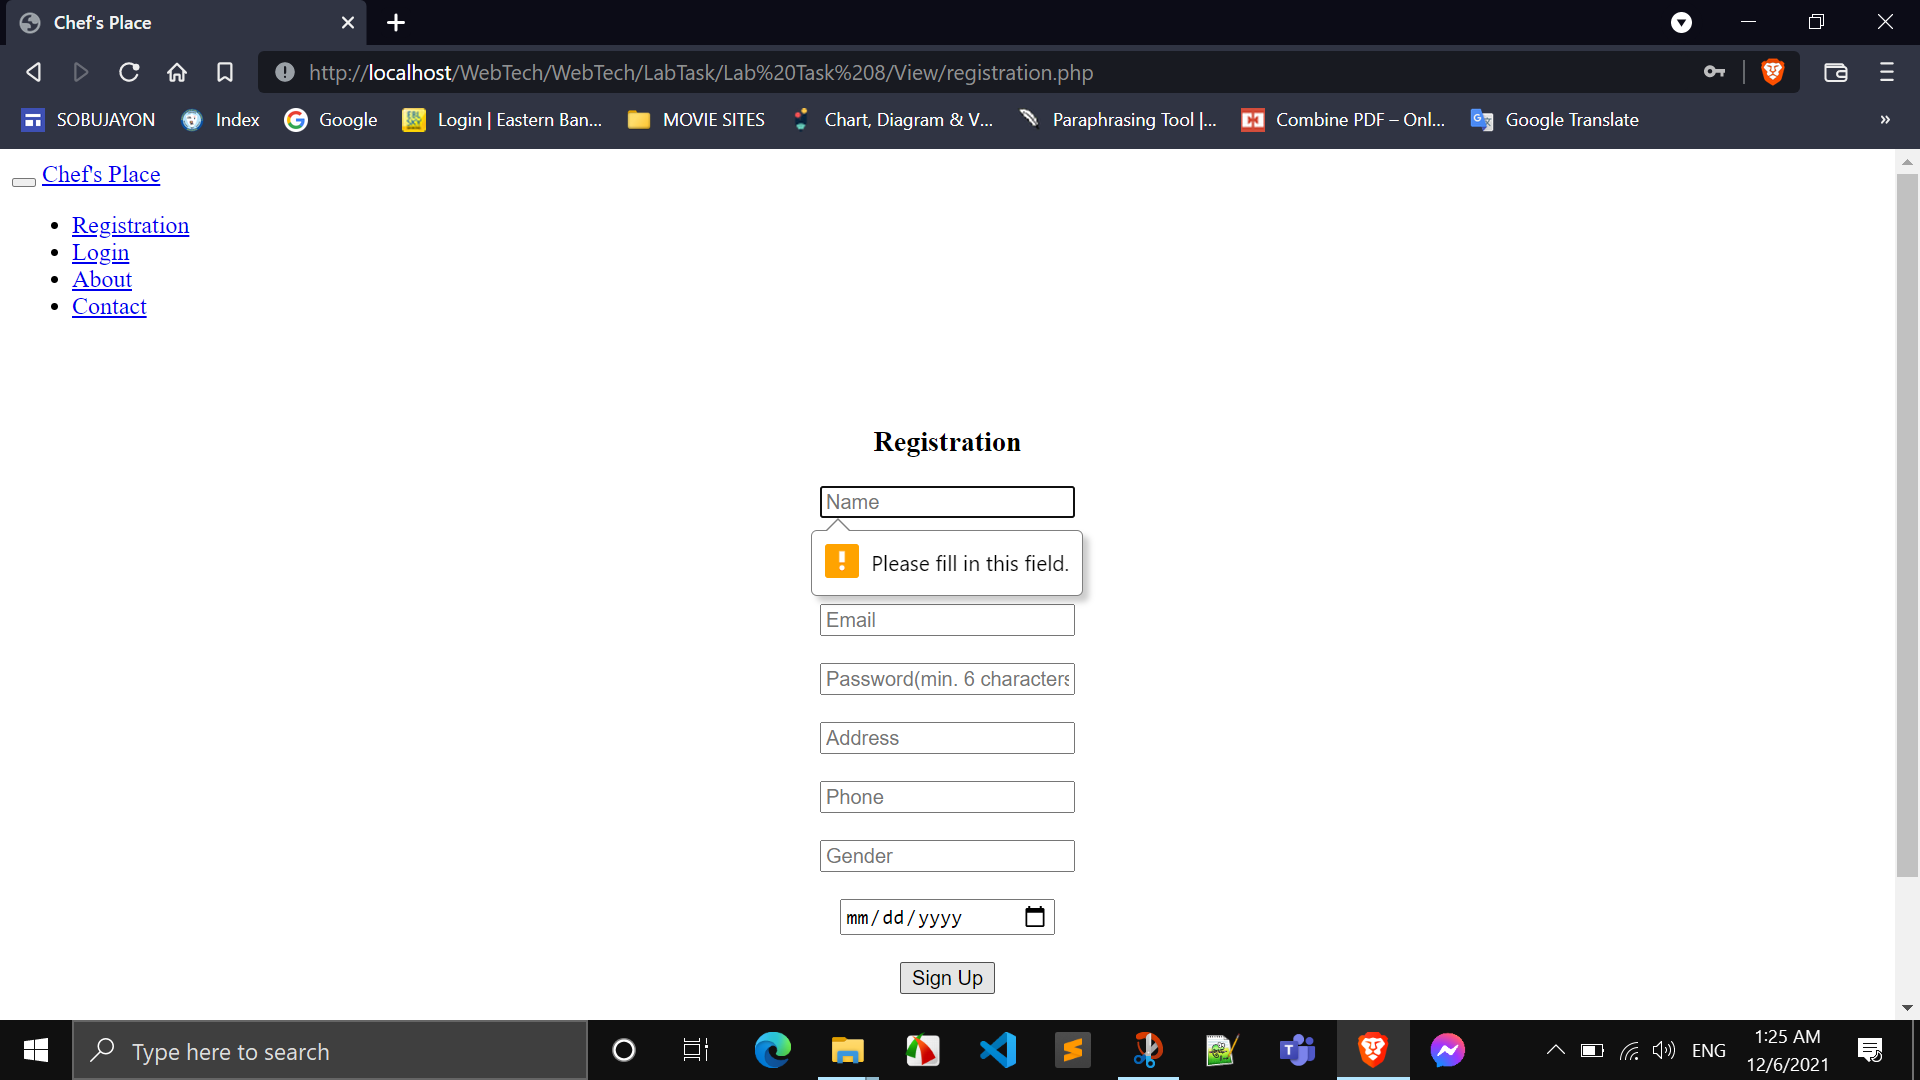 Chef's Place
http://localhost/WebTech/WebTech/LabTask/Lab%20Task%208/View/registration.php
SOBUJAYON Index Google Login | Eastern Ban... MOVIE SITES Chart, Diagram & V... Paraphrasing Tool |... Combine PDF – Onl... Google Translate »
Chef's Place
Registration
Login
About
Contact
Registration
Name
Please fill in this field.
Email
Password(min. 6 characters
Address
Phone
Gender
mm/dd/yyyy
Sign Up
Type here to search
ENG
1:25 AM
12/6/2021